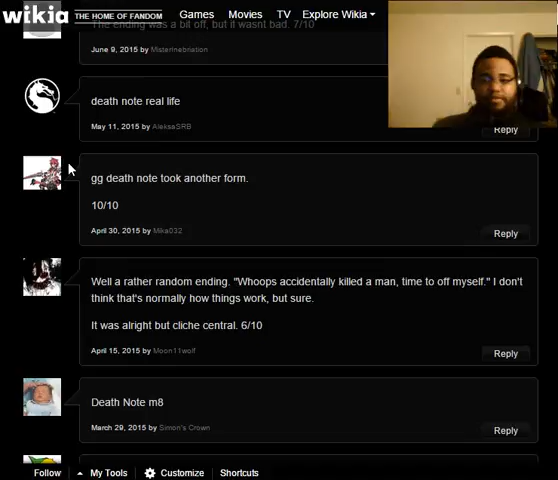 wikia THE HOME OF FANDOM Games Movies TV Explore Wikia
The ending was a bit off, but it wasnt bad. 7/10
June 9, 2015 by Misterinebriation
death note real life
May 11, 2015 by AleksaSRB
Reply
gg death note took another form.
10/10
April 30, 2015 by Mika032
Reply
Well a rather random ending. "Whoops accidentally killed a man, time to off myself." I don't
think that's normally how things work, but sure.
It was alright but cliche central. 6/10
April 15, 2015 by Moon11wolf
Reply
Death Note m8
March 29, 2015 by Simon's Crown
Reply
Follow My Tools Customize Shortcuts